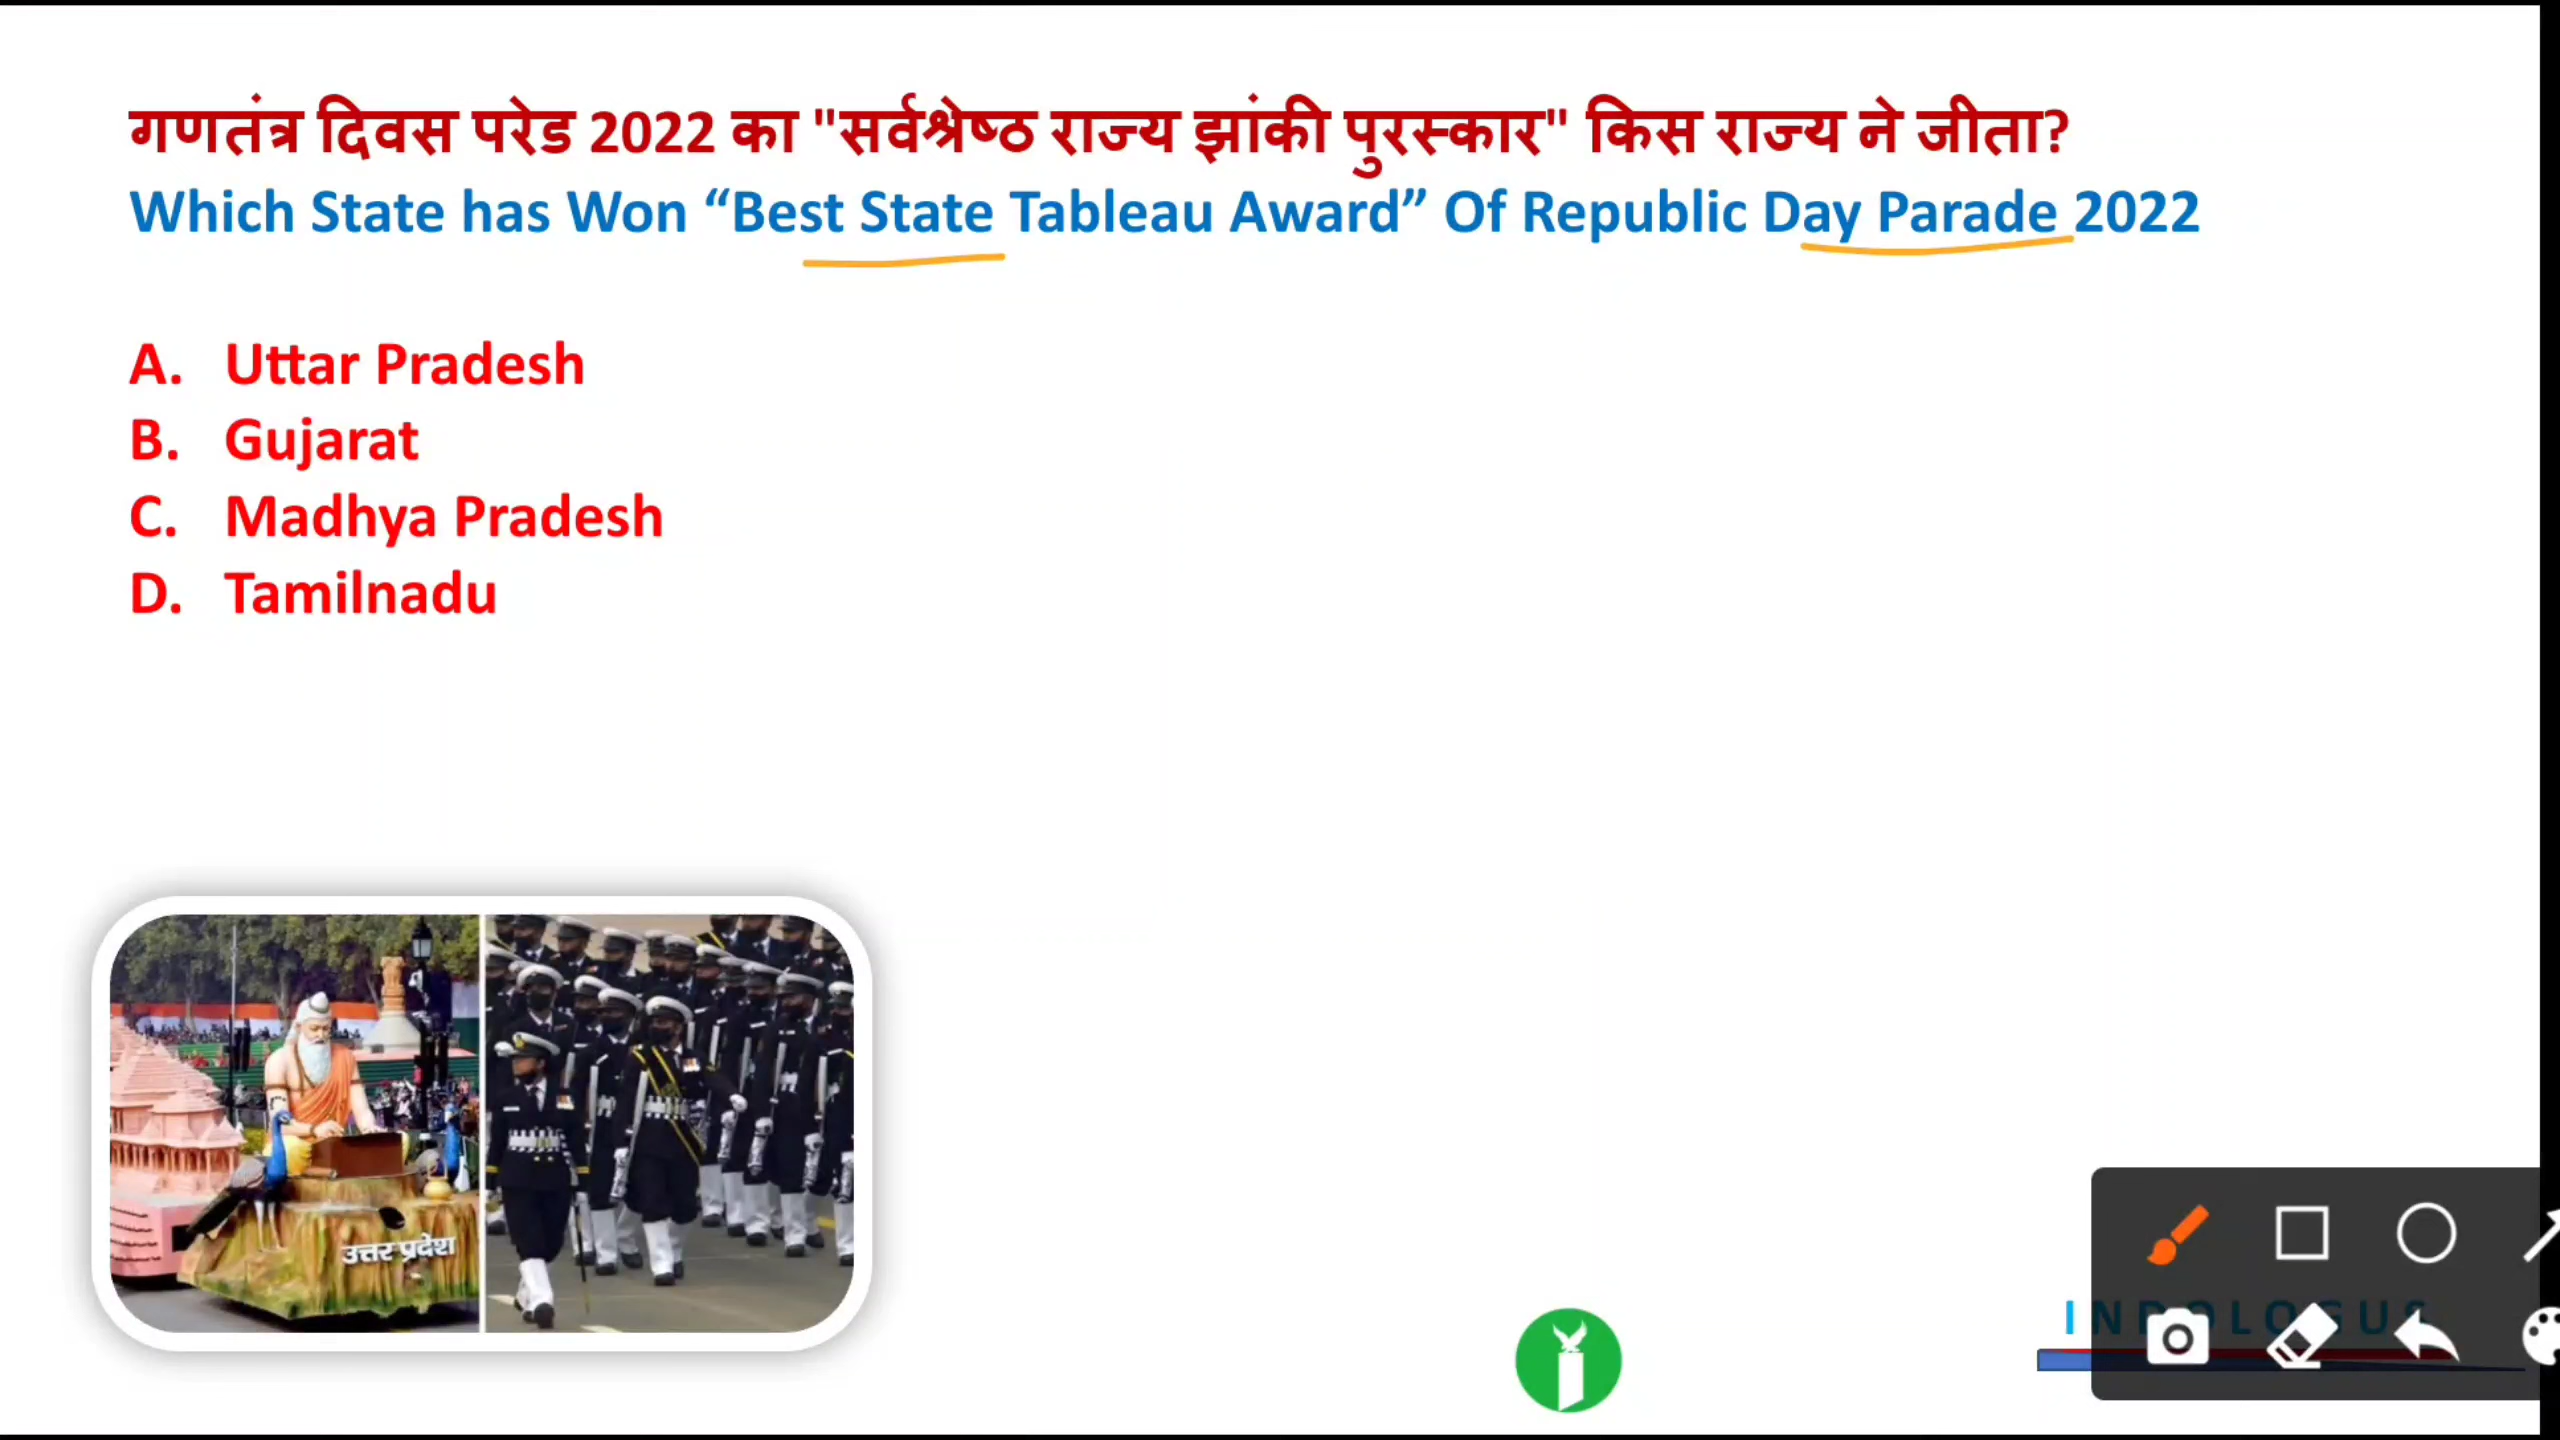 गणतंत्र दिवस परेड 2022 का "सर्वश्रेष्ठ राज्य झांकी पुरस्कार" किस राज्य ने जीता?
Which State has Won “Best State Tableau Award” Of Republic Day Parade 2022
A. Uttar Pradesh
B. Gujarat
C. Madhya Pradesh
D. Tamilnadu
उत्तर प्रदेश
INDOLOGUS